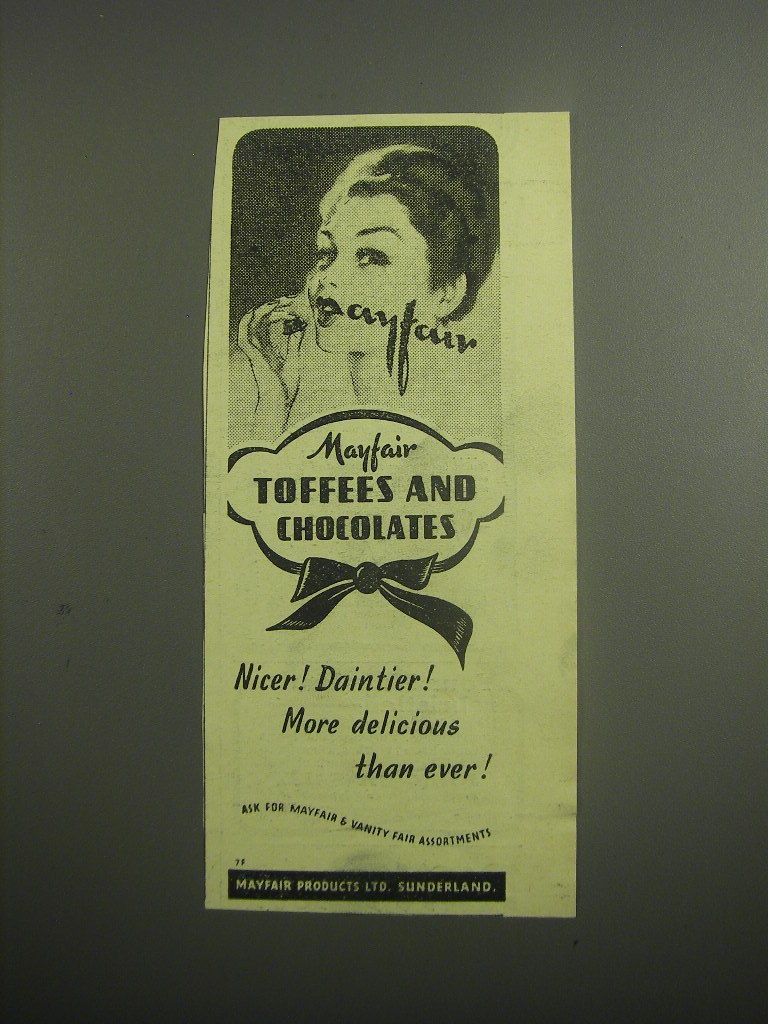 Mayfair
Mayfair
TOFFEES AND
CHOCOLATES
Nicer! Daintier!
More delicious
than ever!
ASK FOR MAYFAIR & VANITY FAIR ASSORTMENTS
7F
MAYFAIR PRODUCTS LTD. SUNDERLAND.